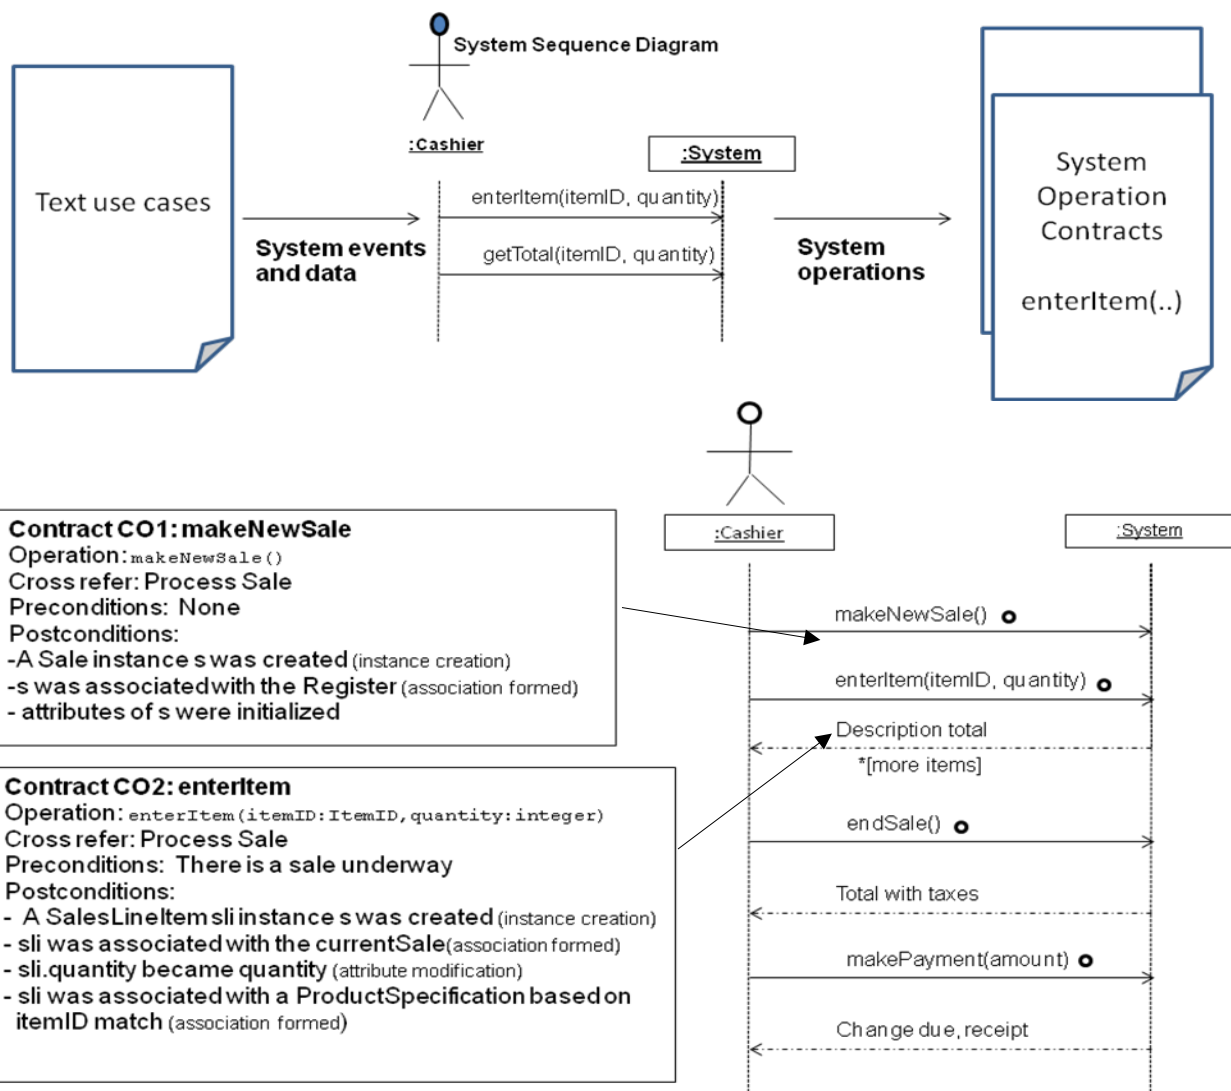 System Sequence Diagram
:Cashier
:System
Text use cases
enterItem(itemID, quantity)
getTotal(itemID, quantity)
System events
and data
System
operations
System
Operation
Contracts
enterItem(..)
Contract CO1: makeNewSale
Operation: makeNewSale()
Cross refer: Process Sale
Preconditions: None
Postconditions:
-A Sale instance s was created (instance creation)
-s was associated with the Register (association formed)
- attributes of s were initialized
Contract CO2: enterItem
Operation: enterItem(itemID:ItemID,quantity:integer)
Cross refer: Process Sale
Preconditions: There is a sale underway
Postconditions:
- A SalesLineItem sli instance s was created (instance creation)
- sli was associated with the currentSale(association formed)
- sli.quantity became quantity (attribute modification)
- sli was associated with a ProductSpecification based on
itemID match (association formed)
:Cashier
:System
makeNewSale()
enterItem(itemID, quantity)
Description total
*[more items]
endSale()
Total with taxes
makePayment(amount)
Change due, receipt